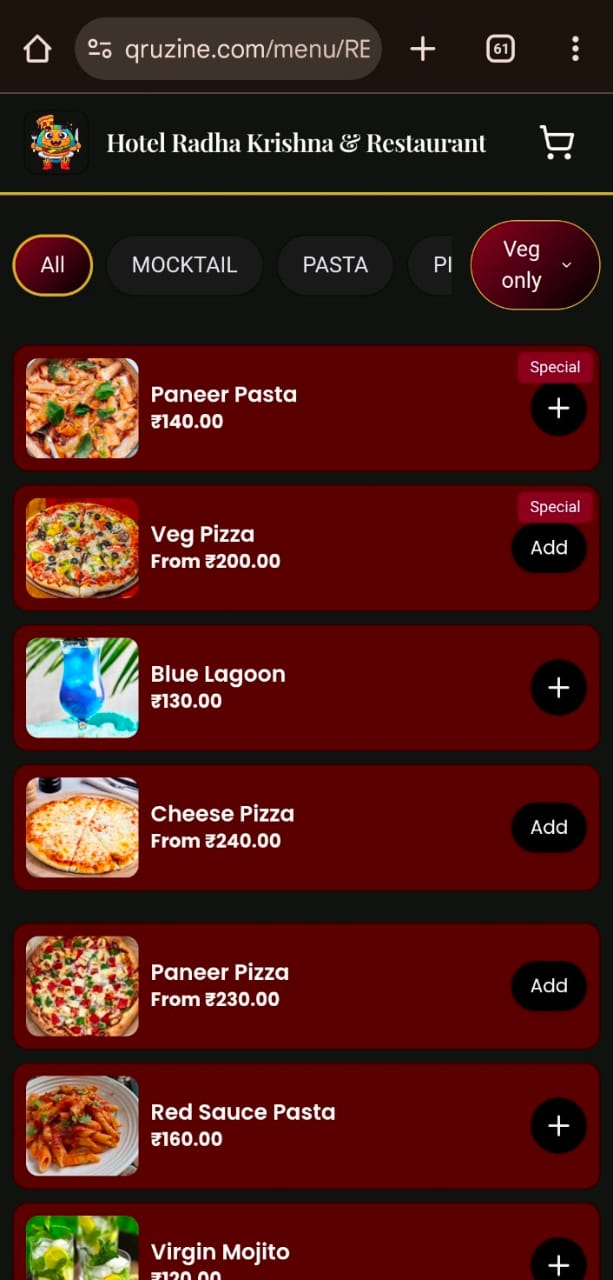 qruzine.com/menu/RE
61
Hotel Radha Krishna & Restaurant
All
MOCKTAIL
PASTA
PI
Veg
only
Special
Paneer Pasta
₹140.00
Special
Veg Pizza
From ₹200.00
Add
Blue Lagoon
₹130.00
Cheese Pizza
From ₹240.00
Add
Paneer Pizza
From ₹230.00
Add
Red Sauce Pasta
₹160.00
Virgin Mojito
₹120.00